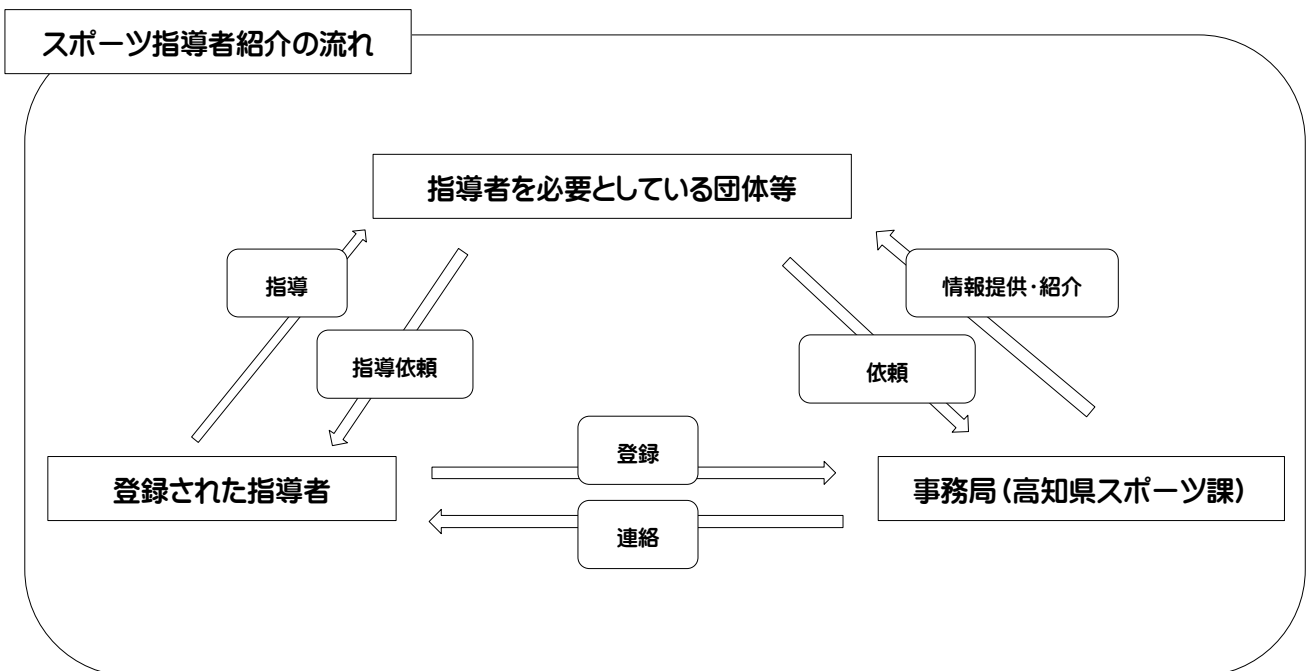 スポーツ指導者紹介の流れ
指導者を必要としている団体等
指導
情報提供・紹介
指導依頼
依頼
登録
登録された指導者
事務局(高知県スポーツ課)
連絡